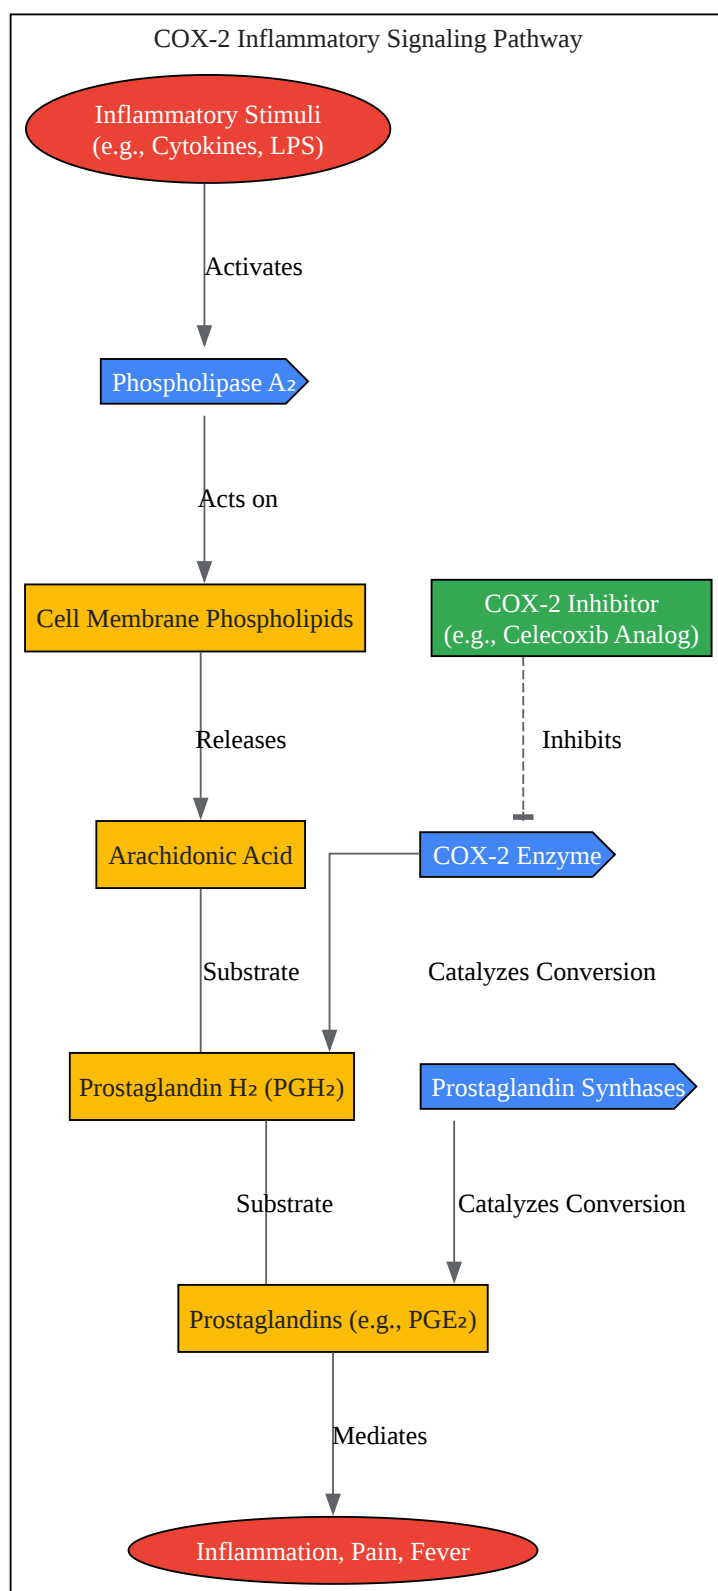 COX-2 Inflammatory Signaling Pathway
Inflammatory Stimuli
(e.g., Cytokines, LPS)
Activates
Phospholipase A₂
Acts on
Cell Membrane Phospholipids
COX-2 Inhibitor
(e.g., Celecoxib Analog)
Releases
Inhibits
Arachidonic Acid
COX-2 Enzyme
Substrate
Catalyzes Conversion
Prostaglandin H₂ (PGH₂)
Prostaglandin Synthases
Substrate
Catalyzes Conversion
Prostaglandins (e.g., PGE₂)
Mediates
Inflammation, Pain, Fever